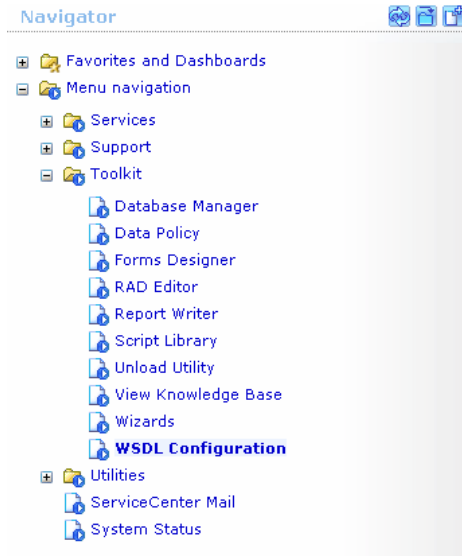 Navigator
Favorites and Dashboards
Menu navigation
Services
Support
Toolkit
Database Manager
Data Policy
Forms Designer
RAD Editor
Report Writer
Script Library
Unload Utility
View Knowledge Base
Wizards
WSDL Configuration
Utilities
ServiceCenter Mail
System Status